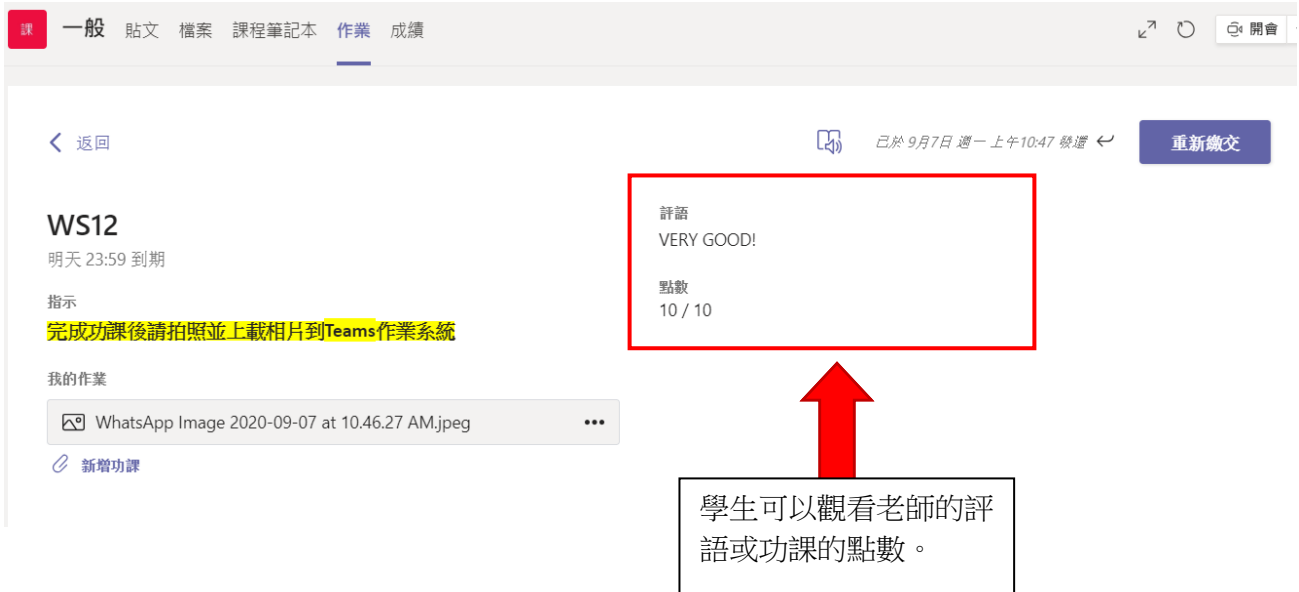 課 一般 貼文 檔案 課程筆記本 作業 成績 開會
返回 已於 9月7日 週一 上午10:47 發還 重新繳交
WS12
明天 23:59 到期
指示
完成功課後請拍照並上載相片到Teams作業系統
我的作業
WhatsApp Image 2020-09-07 at 10.46.27 AM.jpeg
新增功課
評語
VERY GOOD!
點數
10 / 10
學生可以觀看老師的評
語或功課的點數。